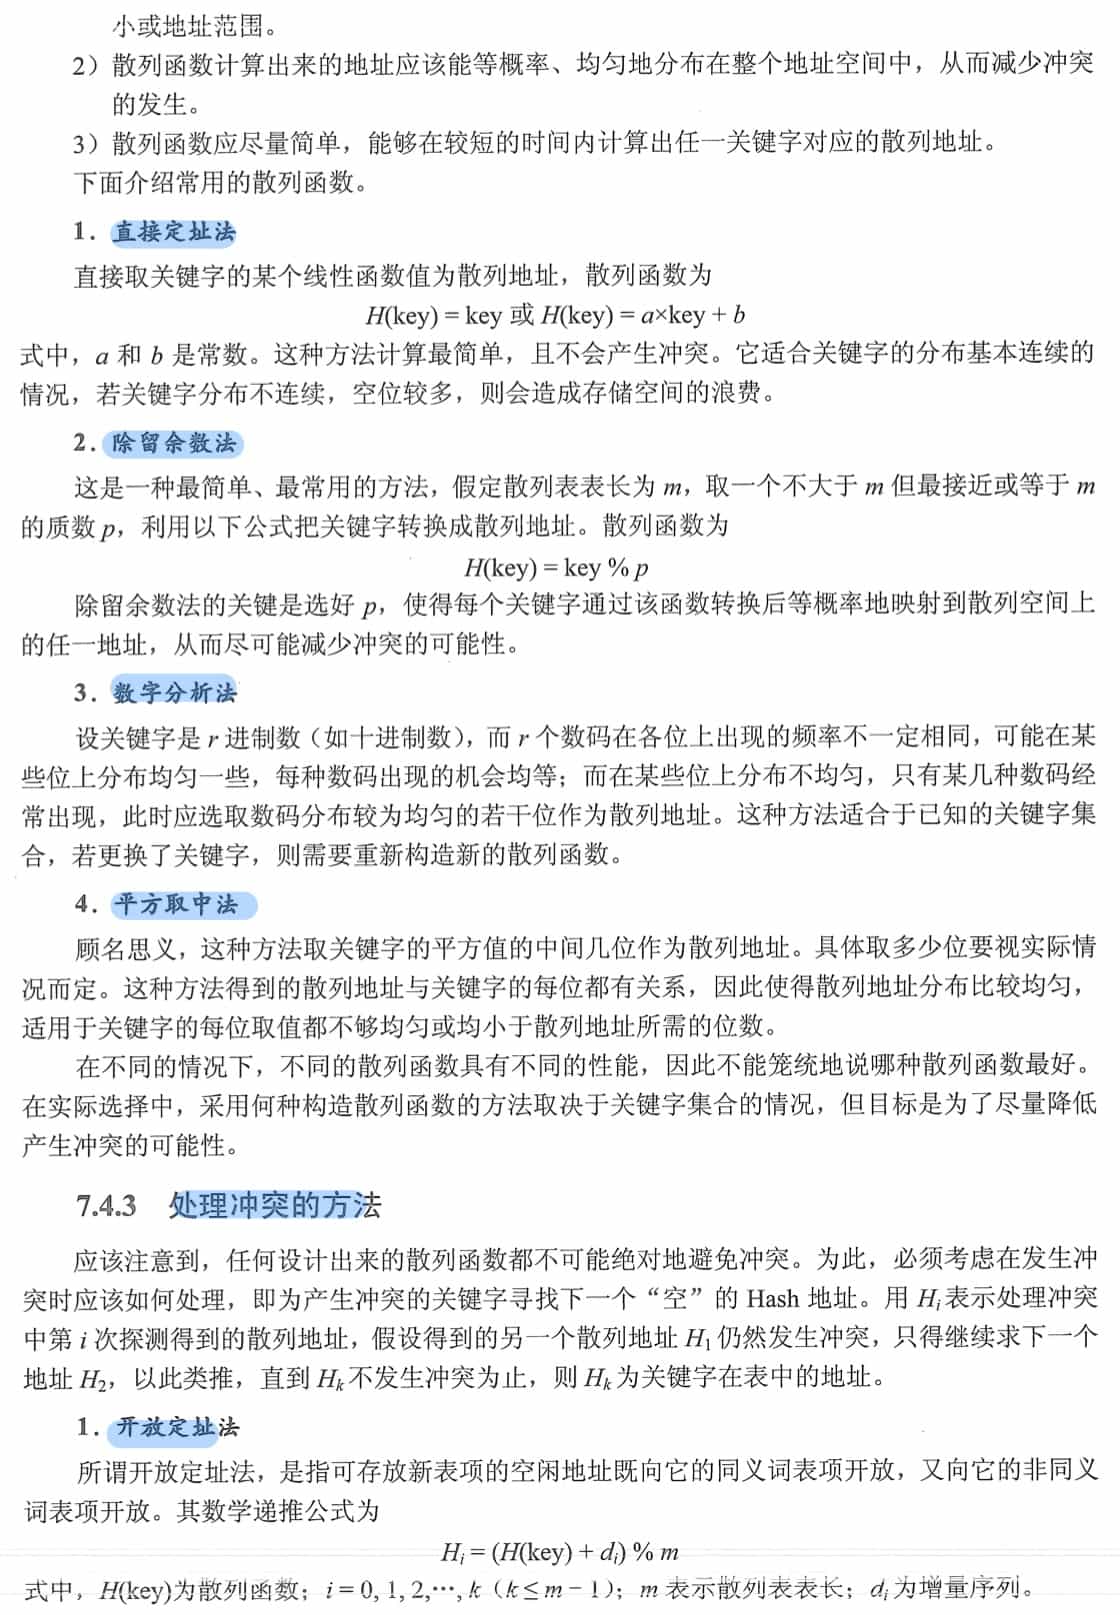 小或地址范围。
2）散列函数计算出来的地址应该能等概率、均匀地分布在整个地址空间中，从而减少冲突
的发生。
3）散列函数应尽量简单，能够在较短的时间内计算出任一关键字对应的散列地址。
下面介绍常用的散列函数。
1. 直接定址法
直接取关键字的某个线性函数值为散列地址，散列函数为
H(key) = key 或 H(key) = a×key + b
式中，a 和 b 是常数。这种方法计算最简单，且不会产生冲突。它适合关键字的分布基本连续的
情况，若关键字分布不连续，空位较多，则会造成存储空间的浪费。
2. 除留余数法
这是一种最简单、最常用的方法，假定散列表表长为 m，取一个不大于 m 但最接近或等于 m
的质数 p，利用以下公式把关键字转换成散列地址。散列函数为
H(key) = key % p
除留余数法的关键是选好 p，使得每个关键字通过该函数转换后等概率地映射到散列空间上
的任一地址，从而尽可能减少冲突的可能性。
3. 数字分析法
设关键字是 r 进制数（如十进制数），而 r 个数码在各位上出现的频率不一定相同，可能在某
些位上分布均匀一些，每种数码出现的机会均等；而在某些位上分布不均匀，只有某几种数码经
常出现，此时应选取数码分布较为均匀的若干位作为散列地址。这种方法适合于已知的关键字集
合，若更换了关键字，则需要重新构造新的散列函数。
4. 平方取中法
顾名思义，这种方法取关键字的平方值的中间几位作为散列地址。具体取多少位要视实际情
况而定。这种方法得到的散列地址与关键字的每位都有关系，因此使得散列地址分布比较均匀，
适用于关键字的每位取值都不够均匀或均小于散列地址所需的位数。
在不同的情况下，不同的散列函数具有不同的性能，因此不能笼统地说哪种散列函数最好。
在实际选择中，采用何种构造散列函数的方法取决于关键字集合的情况，但目标是为了尽量降低
产生冲突的可能性。
7.4.3 处理冲突的方法
应该注意到，任何设计出来的散列函数都不可能绝对地避免冲突。为此，必须考虑在发生冲
突时应该如何处理，即为产生冲突的关键字寻找下一个“空”的 Hash 地址。用 Hᵢ 表示处理冲突
中第 i 次探测得到的散列地址，假设得到的另一个散列地址 H₁ 仍然发生冲突，只得继续求下一个
地址 H₂，以此类推，直到 Hₖ 不发生冲突为止，则 Hₖ 为关键字在表中的地址。
1. 开放定址法
所谓开放定址法，是指可存放新表项的空闲地址既向它的同义词表项开放，又向它的非同义
词表项开放。其数学递推公式为
Hᵢ = (H(key) + dᵢ) % m
式中，H(key)为散列函数；i = 0, 1, 2,⋯, k（k ≤ m − 1）；m 表示散列表表长；dᵢ 为增量序列。